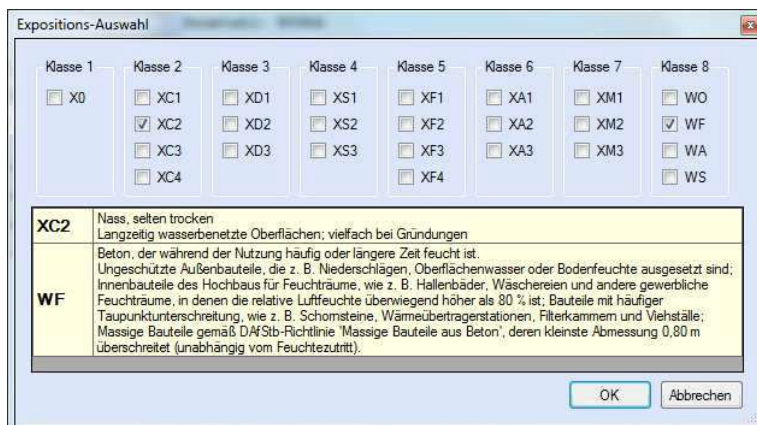 Expositions-Auswahl
Klasse 1 Klasse 2 Klasse 3 Klasse 4 Klasse 5 Klasse 6 Klasse 7 Klasse 8
X0 XC1 XD1 XS1 XF1 XA1 XM1 WO
XC2 XD2 XS2 XF2 XA2 XM2 WF
XC3 XD3 XS3 XF3 XA3 XM3 WA
XC4 XF4 WS
XC2
Nass, selten trocken
Langzeitig wasserbenetzte Oberflächen; vielfach bei Gründungen
WF
Beton, der während der Nutzung häufig oder längere Zeit feucht ist.
Ungeschützte Außenbauteile, die z. B. Niederschlägen, Oberflächenwasser oder Bodenfeuchte ausgesetzt sind;
Innenbauteile des Hochbaus für Feuchträume, wie z. B. Hallenbäder, Wäschereien und andere gewerbliche
Feuchträume, in denen die relative Luftfeuchte überwiegend höher als 80 % ist; Bauteile mit häufiger
Taupunktunterschreitung, wie z. B. Schornsteine, Wärmeübertragerstationen, Filterkammern und Viehställe;
Massige Bauteile gemäß DAfStb-Richtlinie 'Massige Bauteile aus Beton', deren kleinste Abmessung 0,80 m
überschreitet (unabhängig vom Feuchtezutritt).
OK Abbrechen